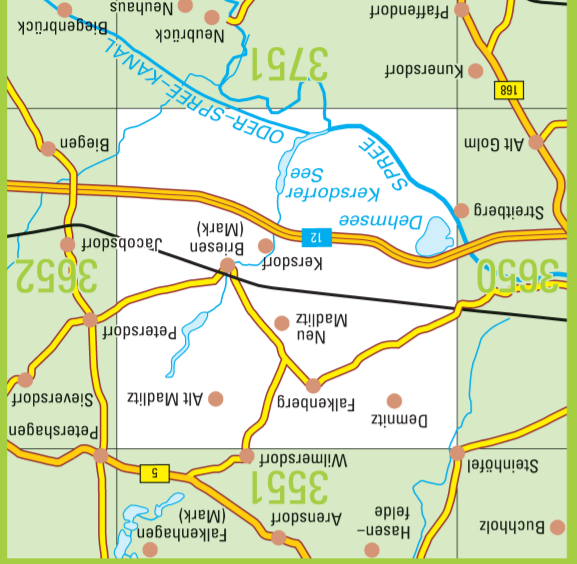 Buchholz
Hasen-
felde
Arensdorf
Falkenhagen
(Mark)
Steinhöfel
3551
Wilmersdorf
5
Petershagen
Demnitz
Falkenberg
Alt Madlitz
Sieversdorf
Neu
Madlitz
Petersdorf
3650
Kersdorf
Briesen
(Mark)
Jacobsdorf
3652
12
Streitberg
Dehmsee
Kersdorfer
See
Alt Golm
SPREE
ODER-SPREE-KANAL
Biegen
168
Kunersdorf
3751
Pfaffendorf
Neubrück
Neuhaus
Biegenbrück